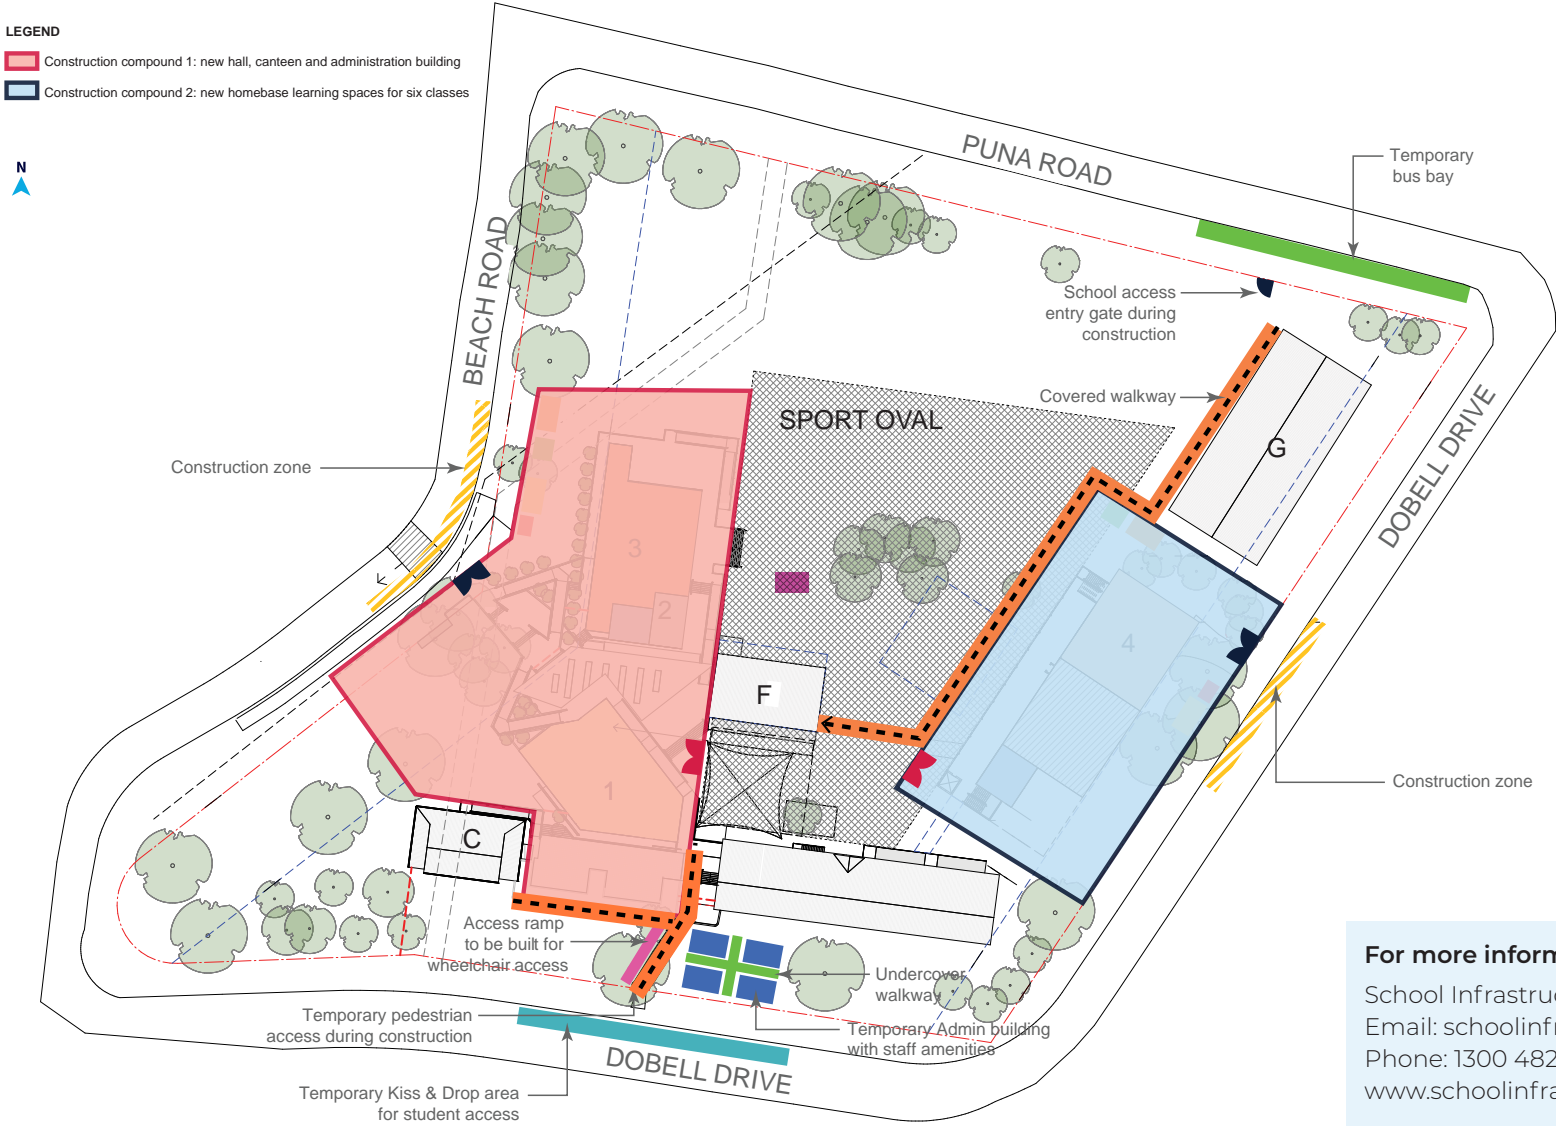 LEGEND
Construction compound 1: new hall, canteen and administration building
Construction compound 2: new homebase learning spaces for six classes
N
PUNA ROAD
Temporary
bus bay
BEACH ROAD
School access
entry gate during
construction
Covered walkway
SPORT OVAL
G
DOBELL DRIVE
Construction zone
3
2
4
F
1
Construction zone
C
Access ramp
to be built for
wheelchair access
Undercover
walkway
Temporary pedestrian
access during construction
Temporary Admin building
with staff amenities
DOBELL DRIVE
Temporary Kiss & Drop area
for student access
For more inform
School Infrastru
Email: schoolinfr
Phone: 1300 482
www.schoolinfra